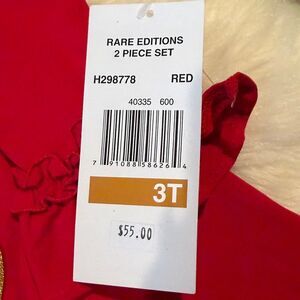 RARE EDITIONS
2 PIECE SET
H298778 RED
40335 600
7 91088 58626 4
3T
$55.00